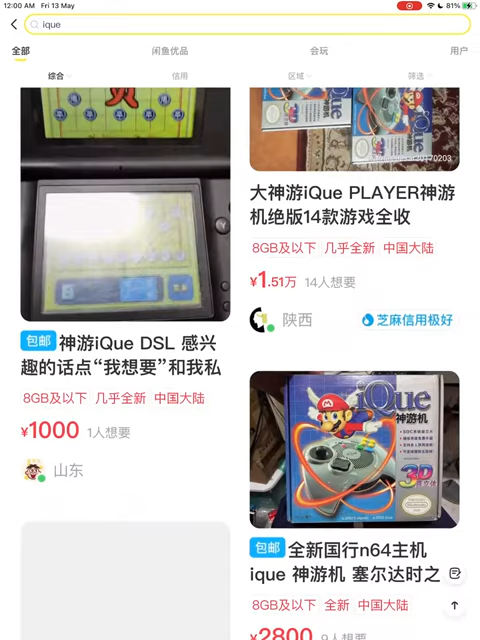 12:00 AM Fri 13 May
81%
ique
全部
闲鱼优品
会玩
用户
综合
信用
区域
筛选
包邮 神游iQue DSL 感兴
趣的话点“我想要”和我私
8GB及以下 几乎全新 中国大陆
¥1000 1人想要
山东
大神游iQue PLAYER神游
机绝版14款游戏全收
8GB及以下 几乎全新 中国大陆
¥1.51万 14人想要
陕西
芝麻信用极好
iQue
神游机
3D
Nintendo
包邮 全新国行n64主机
ique 神游机 塞尔达时之
8GB及以下 全新 中国大陆
¥2800 9人想要